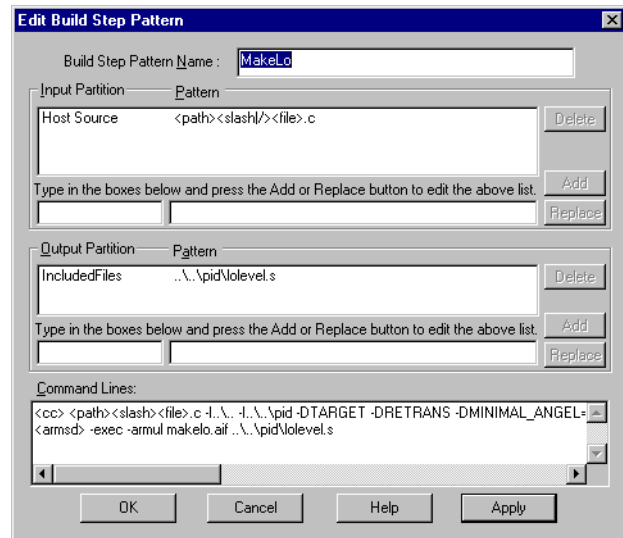 Edit Build Step Pattern
Build Step Pattern Name : MakeLo
Input Partition Pattern
Host Source <path><slash|/><file>.c
Delete
Type in the boxes below and press the Add or Replace button to edit the above list.
Add
Replace
Output Partition Pattern
IncludedFiles ..\..\pid\lolevel.s
Delete
Type in the boxes below and press the Add or Replace button to edit the above list.
Add
Replace
Command Lines:
<cc> <path><slash><file>.c -I..\.. -I..\..\pid -DTARGET -DRETRANS -DMINIMAL_ANGEL=
<armsd> -exec -armul makelo.aif ..\..\pid\lolevel.s
OK Cancel Help Apply